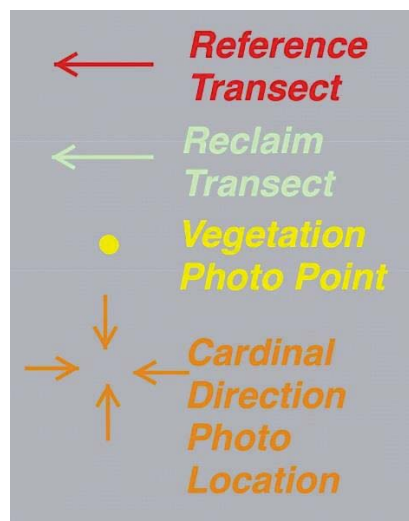 Reference
Transect
Reclaim
Transect
Vegetation
Photo Point
Cardinal
Direction
Photo
Location